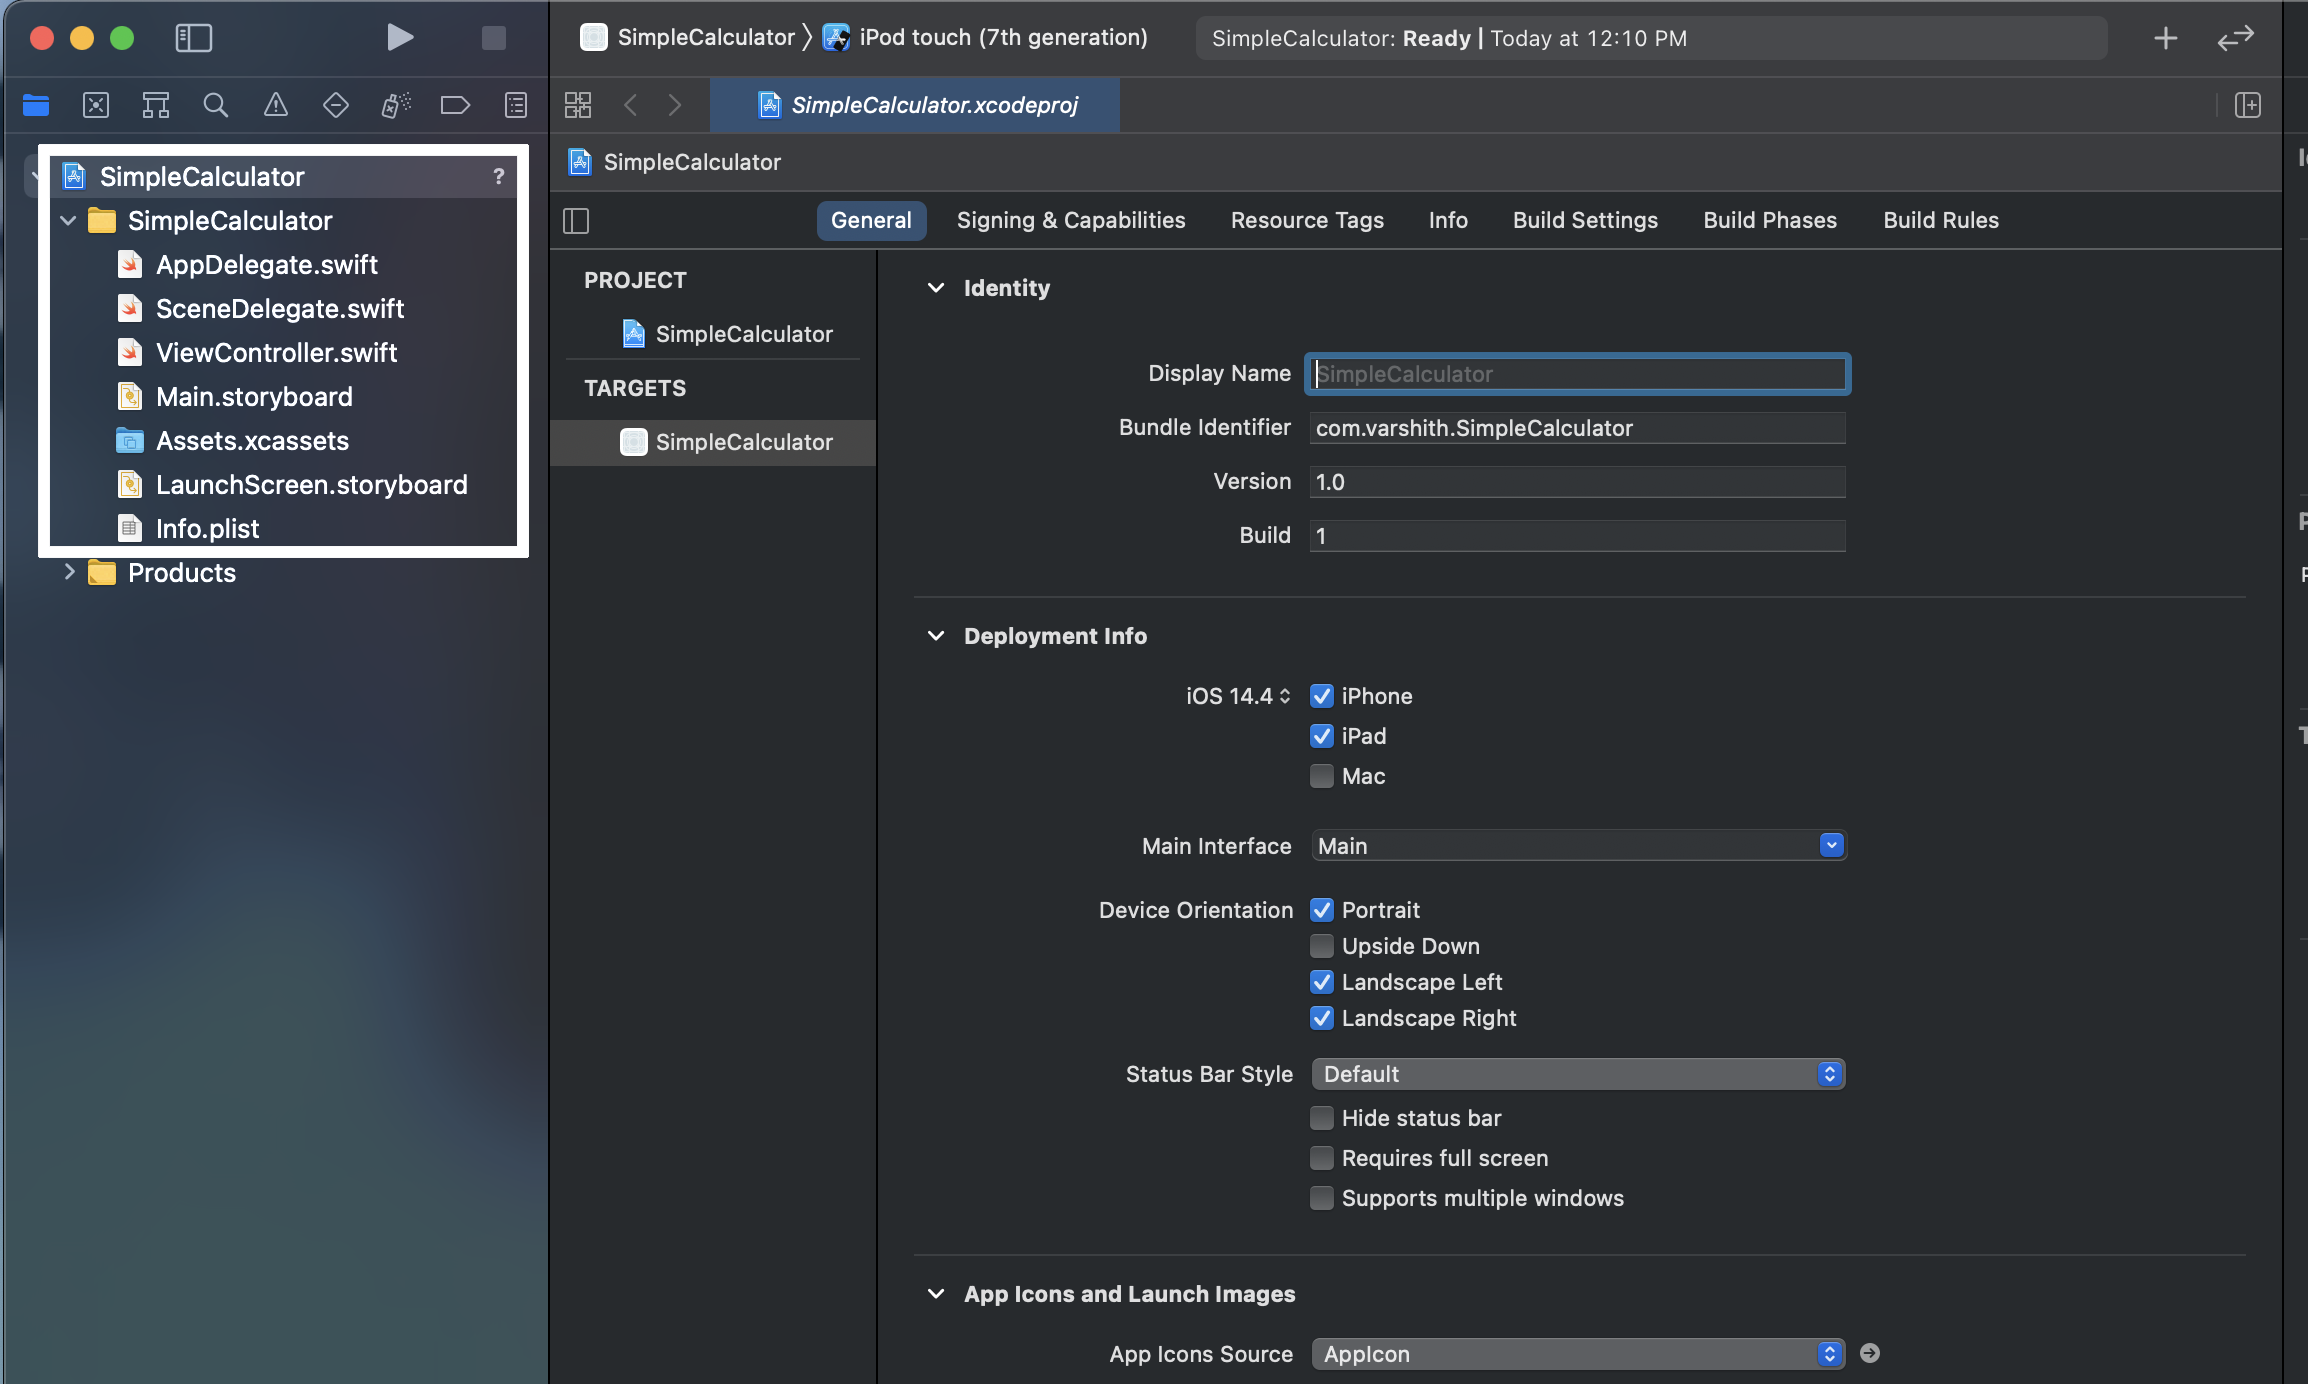 SimpleCalculator 〉 iPod touch (7th generation)
SimpleCalculator: Ready | Today at 12:10 PM
SimpleCalculator.xcodeproj
SimpleCalculator
SimpleCalculator ?
SimpleCalculator
AppDelegate.swift
SceneDelegate.swift
ViewController.swift
Main.storyboard
Assets.xcassets
LaunchScreen.storyboard
Info.plist
Products
General Signing & Capabilities Resource Tags Info Build Settings Build Phases Build Rules
PROJECT
SimpleCalculator
TARGETS
SimpleCalculator
Identity
Display Name SimpleCalculator
Bundle Identifier com.varshith.SimpleCalculator
Version 1.0
Build 1
Deployment Info
iOS 14.4 iPhone
iPad
Mac
Main Interface Main
Device Orientation Portrait
Upside Down
Landscape Left
Landscape Right
Status Bar Style Default
Hide status bar
Requires full screen
Supports multiple windows
App Icons and Launch Images
App Icons Source AppIcon